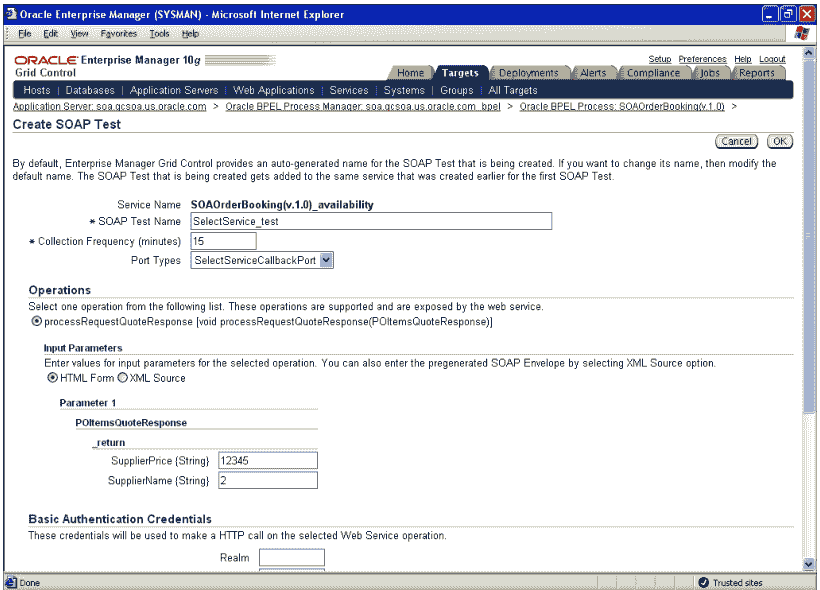 Oracle Enterprise Manager (SYSMAN) - Microsoft Internet Explorer
File Edit View Favorites Tools Help
ORACLE Enterprise Manager 10g
Grid Control
Setup Preferences Help Logout
Home Targets Deployments Alerts Compliance Jobs Reports
Hosts | Databases | Application Servers | Web Applications | Services | Systems | Groups | All Targets
Application Server: soa.gcsoa.us.oracle.com > Oracle BPEL Process Manager: soa.gcsoa.us.oracle.com_bpel > Oracle BPEL Process: SOAOrderBooking(v.1.0) >
Create SOAP Test
Cancel OK
By default, Enterprise Manager Grid Control provides an auto-generated name for the SOAP Test that is being created. If you want to change its name, then modify the
default name. The SOAP Test that is being created gets added to the same service that was created earlier for the first SOAP Test.
Service Name SOAOrderBooking(v.1.0)_availability
* SOAP Test Name SelectService_test
* Collection Frequency (minutes) 15
Port Types SelectServiceCallbackPort
Operations
Select one operation from the following list. These operations are supported and are exposed by the web service.
processRequestQuoteResponse [void processRequestQuoteResponse(POItemsQuoteResponse)]
Input Parameters
Enter values for input parameters for the selected operation. You can also enter the pregenerated SOAP Envelope by selecting XML Source option.
HTML Form XML Source
Parameter 1
POItemsQuoteResponse
_return
SupplierPrice {String} 12345
SupplierName {String} 2
Basic Authentication Credentials
These credentials will be used to make a HTTP call on the selected Web Service operation.
Realm
Done
Trusted sites